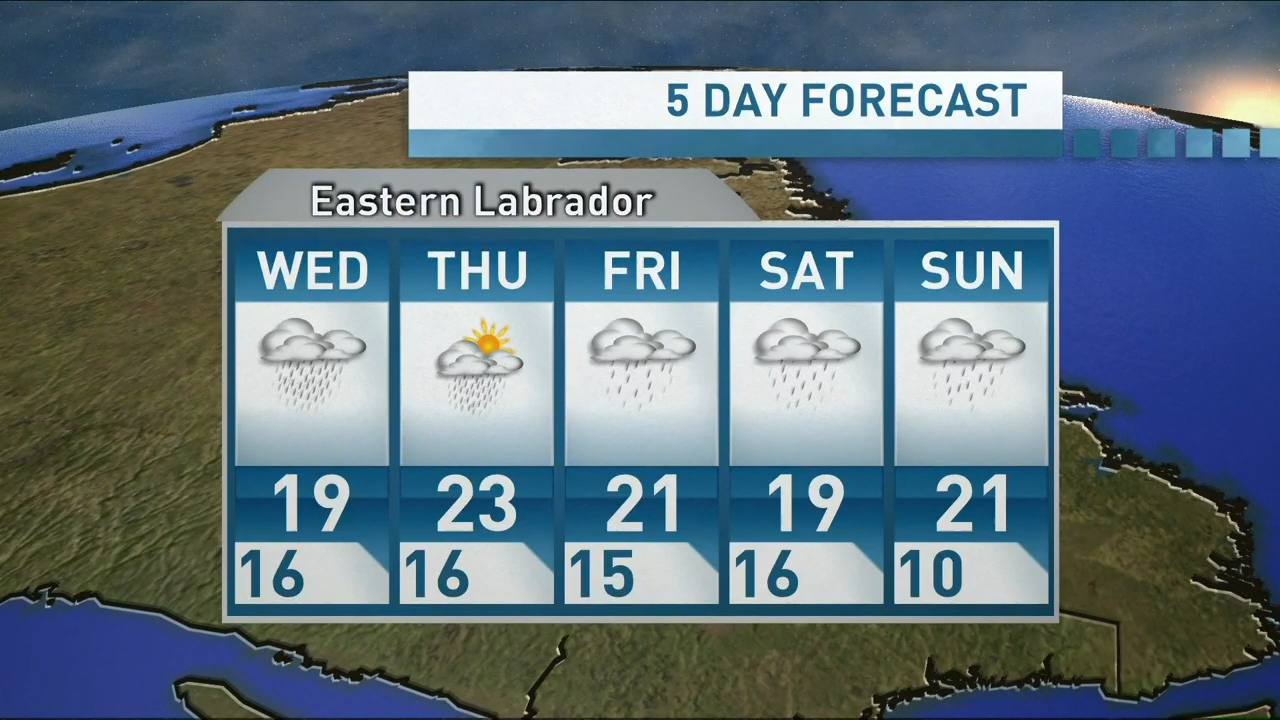 5 DAY FORECAST
Eastern Labrador
WED THU FRI SAT SUN
19 23 21 19 21
16 16 15 16 10